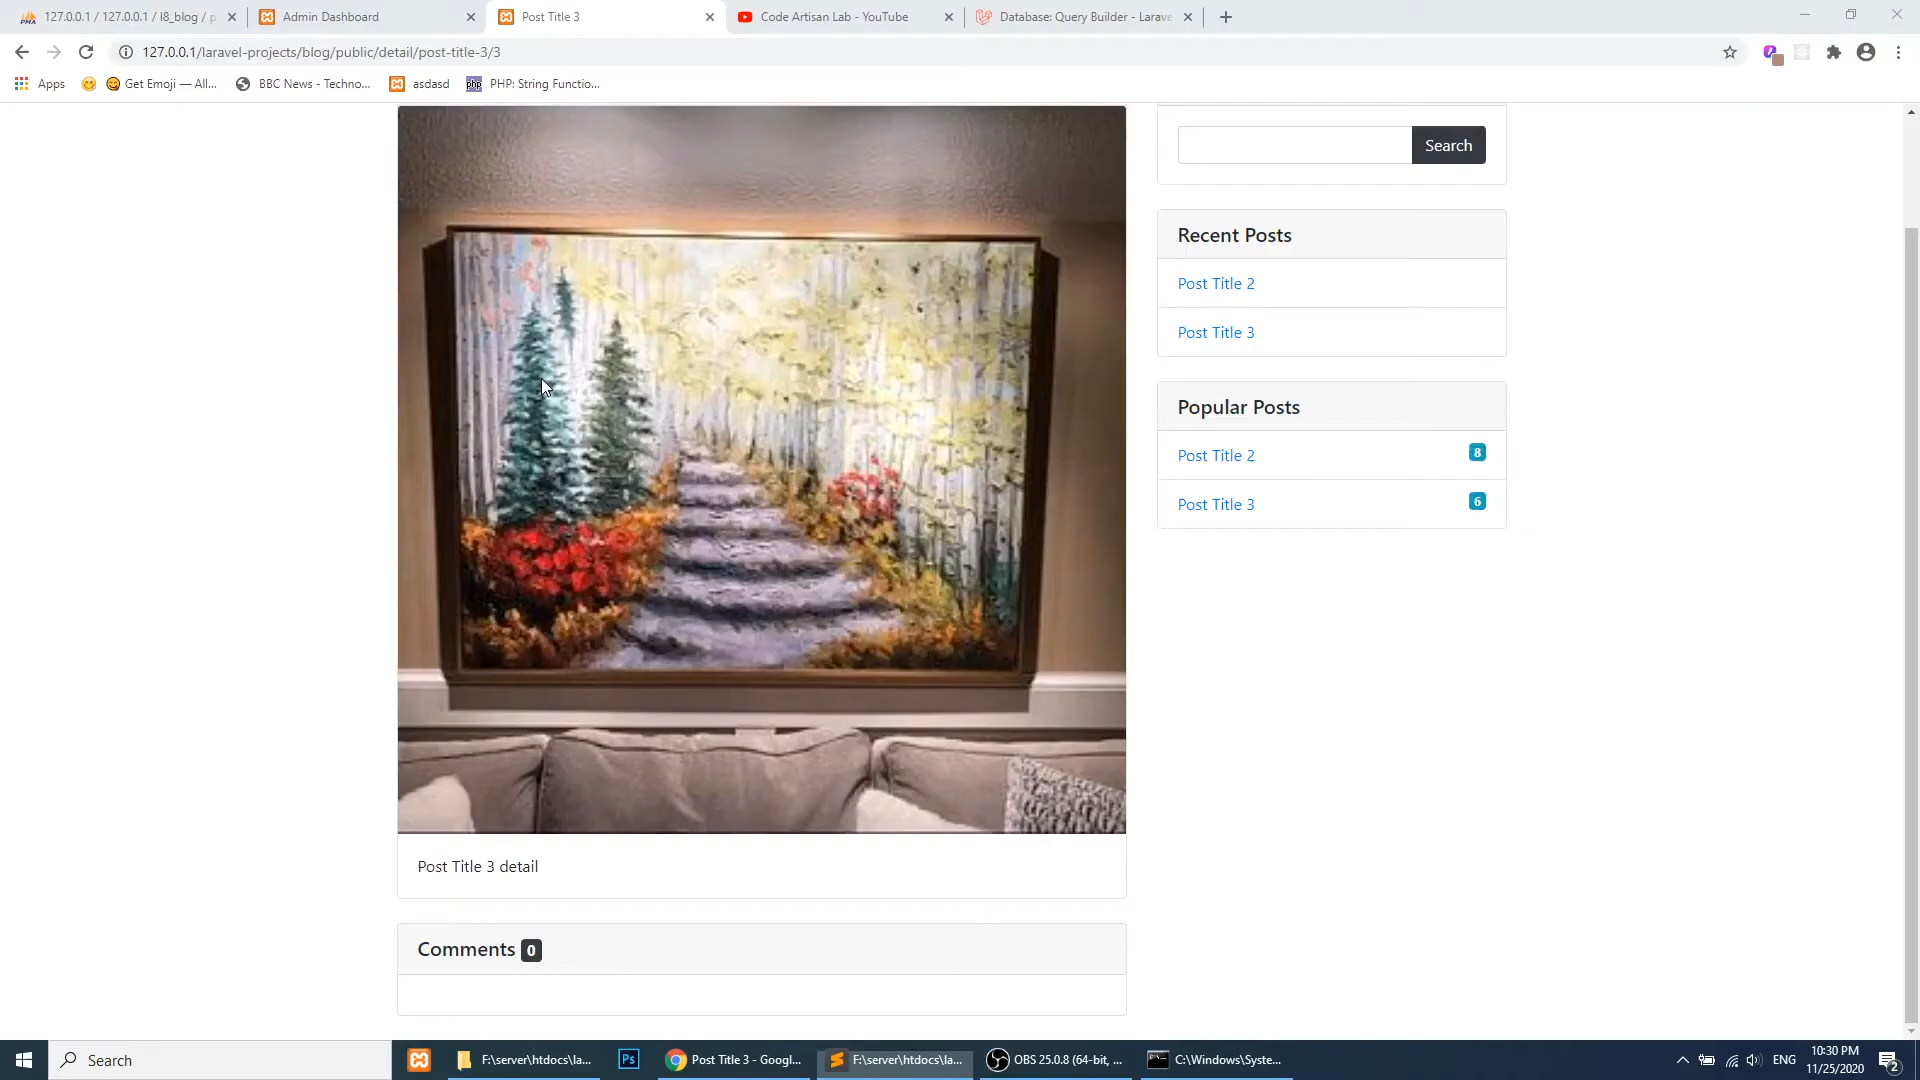 127.0.0.1 / 127.0.0.1 / l8_blog / p
Admin Dashboard
Post Title 3
Code Artisan Lab - YouTube
Database: Query Builder - Larave
127.0.0.1/laravel-projects/blog/public/detail/post-title-3/3
Apps
Get Emoji — All...
BBC News - Techno...
asdasd
php
PHP: String Functio...
Search
Recent Posts
Post Title 2
Post Title 3
Popular Posts
Post Title 2 8
Post Title 3 6
Post Title 3 detail
Comments 0
Search
F:\server\htdocs\la...
Ps
Post Title 3 - Googl...
F:\server\htdocs\la...
OBS 25.0.8 (64-bit, ...
C:\Windows\Syste...
ENG
10:30 PM
11/25/2020
2